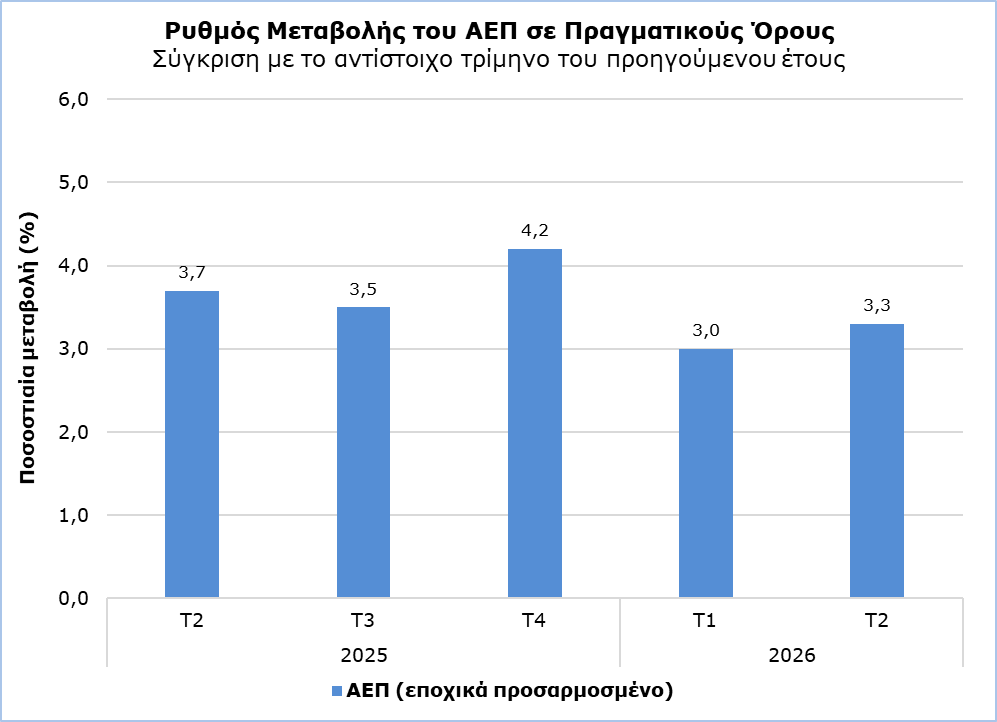 Ρυθμός Μεταβολής του ΑΕΠ σε Πραγματικούς Όρους
Σύγκριση με το αντίστοιχο τρίμηνο του προηγούμενου έτους
Ποσοστιαία μεταβολή (%)
6,0
5,0
4,0
3,0
2,0
1,0
0,0
3,7
3,5
4,2
3,0
3,3
Τ2
Τ3
Τ4
Τ1
Τ2
2025
2026
ΑΕΠ (εποχικά προσαρμοσμένο)